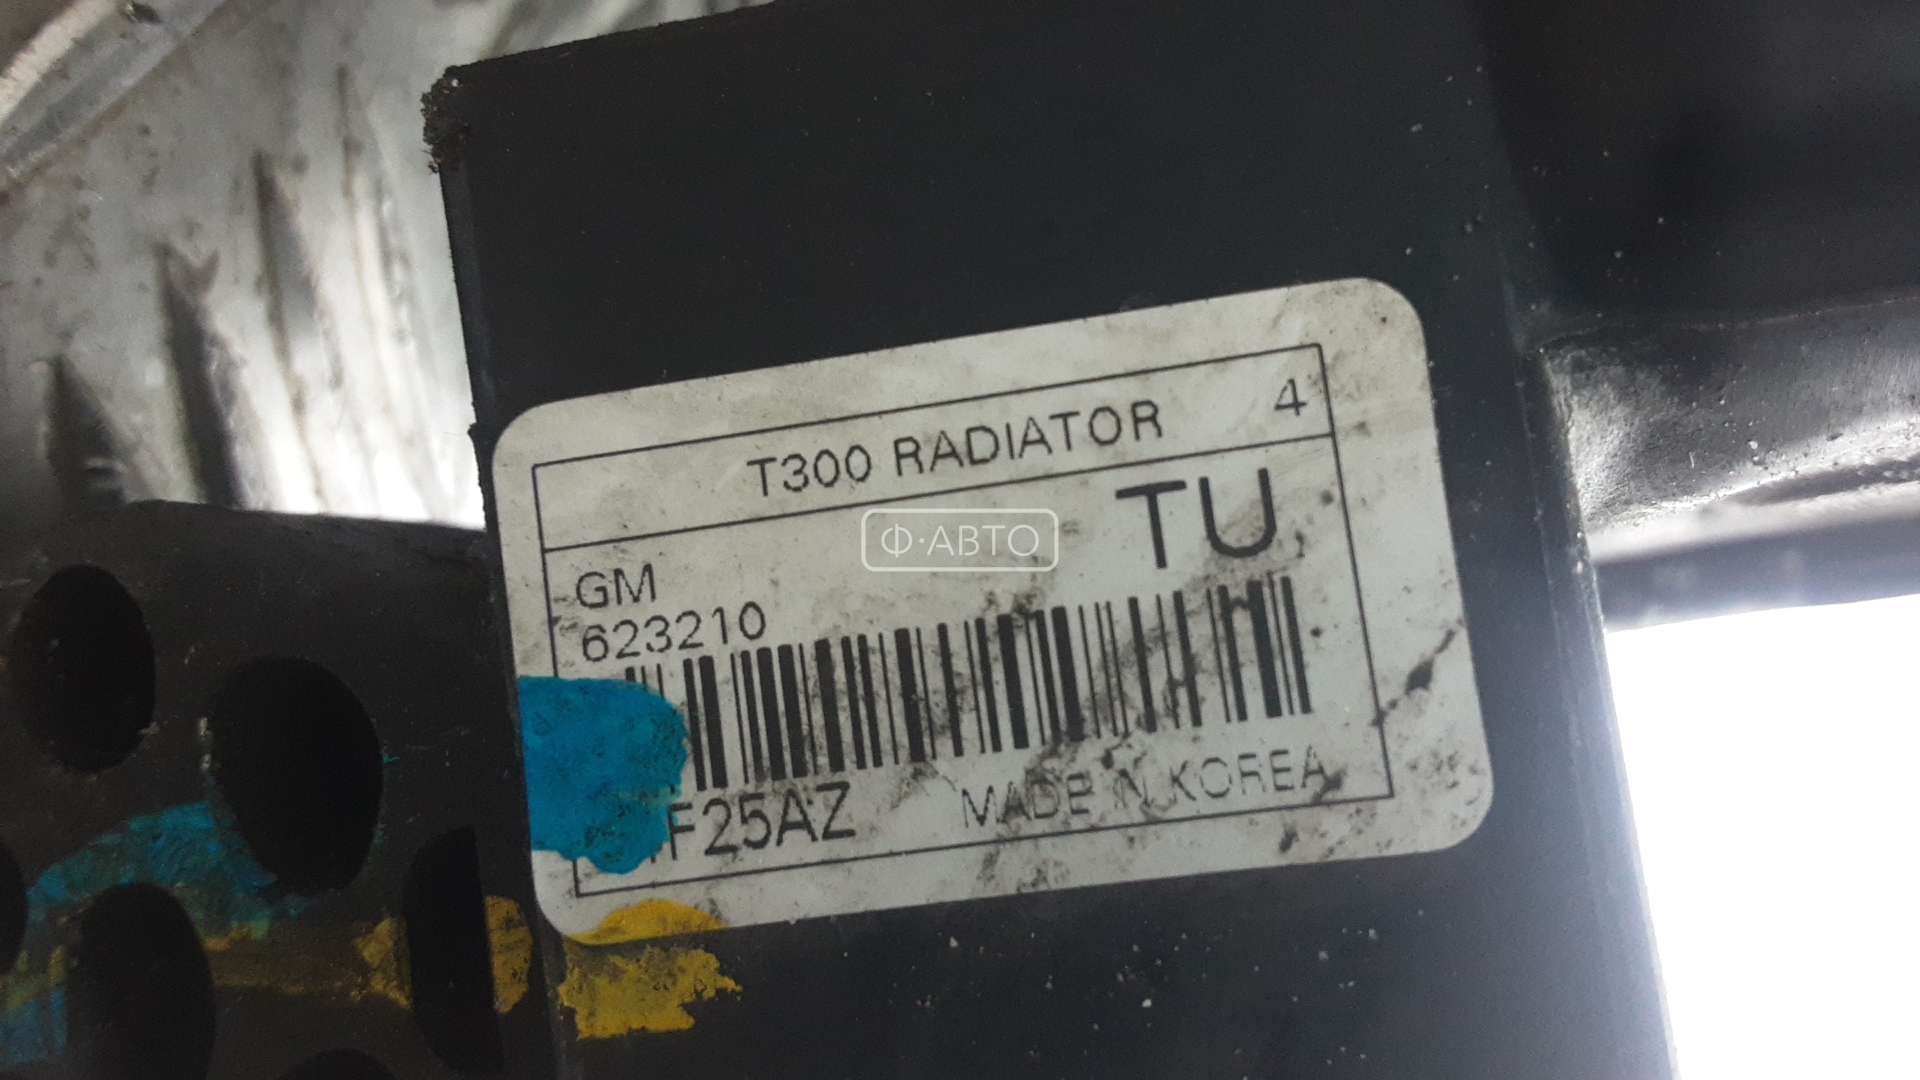 T300 RADIATOR 4
TU
GM
623210
Ф·АВТО
F25AZ MADE IN KOREA